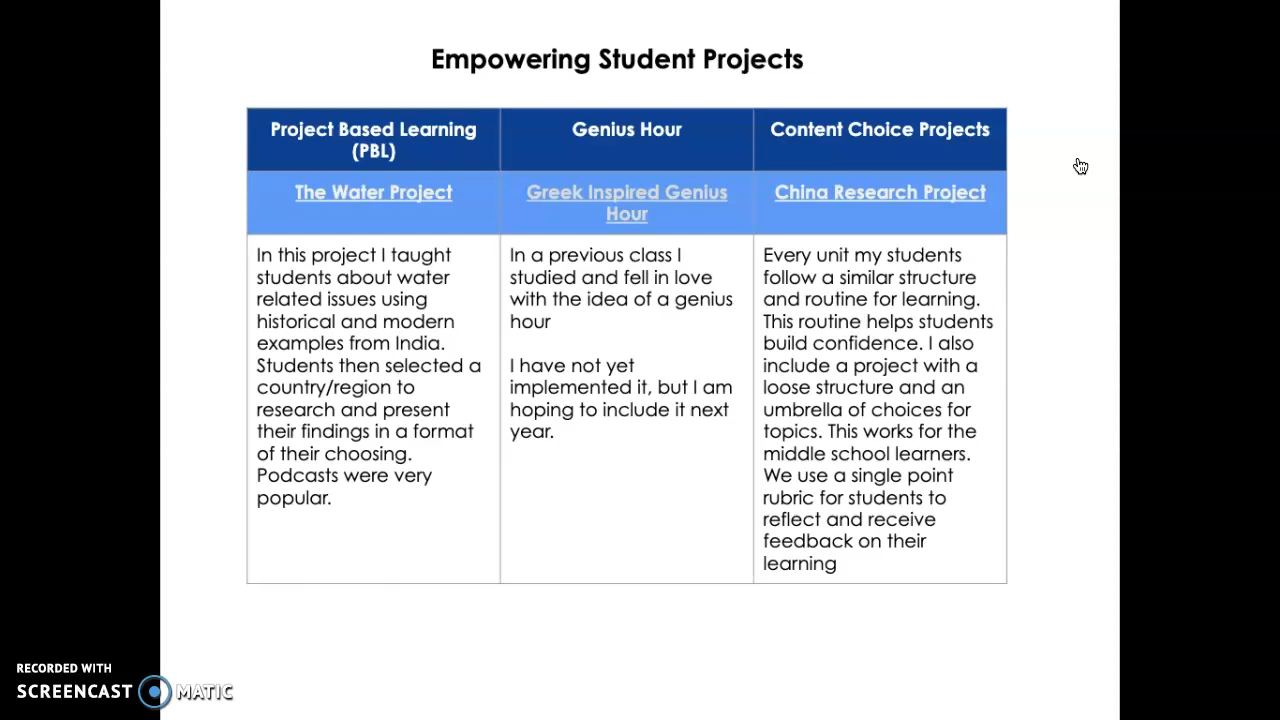 Empowering Student Projects
Project Based Learning
(PBL)
Genius Hour
Content Choice Projects
The Water Project
Greek Inspired Genius
Hour
China Research Project
In this project I taught
students about water
related issues using
historical and modern
examples from India.
Students then selected a
country/region to
research and present
their findings in a format
of their choosing.
Podcasts were very
popular.
In a previous class I
studied and fell in love
with the idea of a genius
hour
I have not yet
implemented it, but I am
hoping to include it next
year.
Every unit my students
follow a similar structure
and routine for learning.
This routine helps students
build confidence. I also
include a project with a
loose structure and an
umbrella of choices for
topics. This works for the
middle school learners.
We use a single point
rubric for students to
reflect and receive
feedback on their
learning
RECORDED WITH
SCREENCAST MATIC